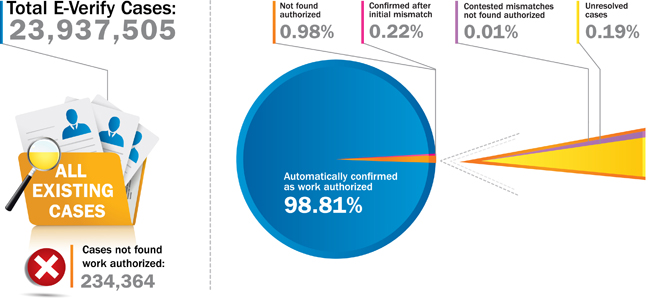 Total E-Verify Cases:
23,937,505
ALL
EXISTING
CASES
Cases not found
work authorized:
234,364
Not found
authorized
0.98%
Confirmed after
initial mismatch
0.22%
Contested mismatches
not found authorized
0.01%
Unresolved
cases
0.19%
Automatically confirmed
as work authorized
98.81%